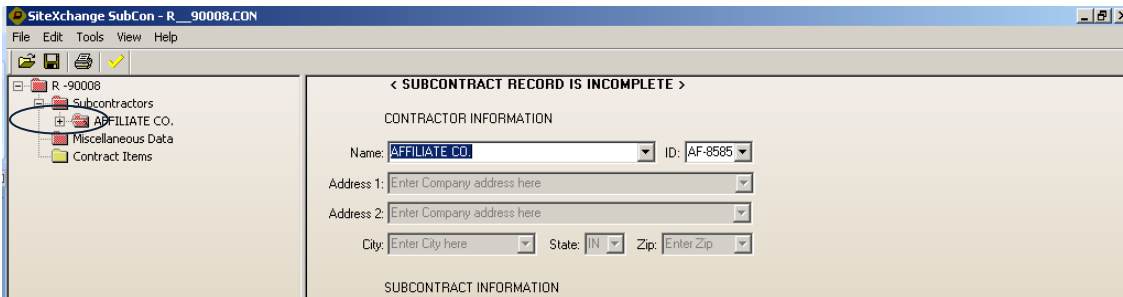 SiteXchange SubCon - R__90008.CON
File Edit Tools View Help
R -90008
Subcontractors
AFFILIATE CO.
Miscellaneous Data
Contract Items
< SUBCONTRACT RECORD IS INCOMPLETE >
CONTRACTOR INFORMATION
Name: AFFILIATE CO. ID: AF-8585
Address 1: Enter Company address here
Address 2: Enter Company address here
City: Enter City here State: IN Zip: Enter Zip
SUBCONTRACT INFORMATION